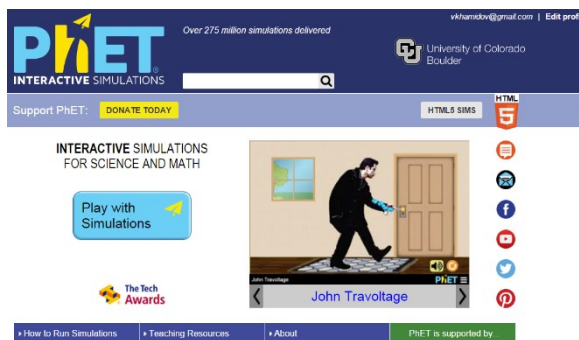 vkhamidov@gmail.com | Edit prof
Over 275 million simulations delivered
PhET
INTERACTIVE SIMULATIONS
University of Colorado
Boulder
Support PhET:
DONATE TODAY
HTML5 SIMS
HTML
5
INTERACTIVE SIMULATIONS
FOR SCIENCE AND MATH
Play with
Simulations
The Tech
Awards
John Travoltage
PhET
John Travoltage
How to Run Simulations
Teaching Resources
About
PhET is supported by...